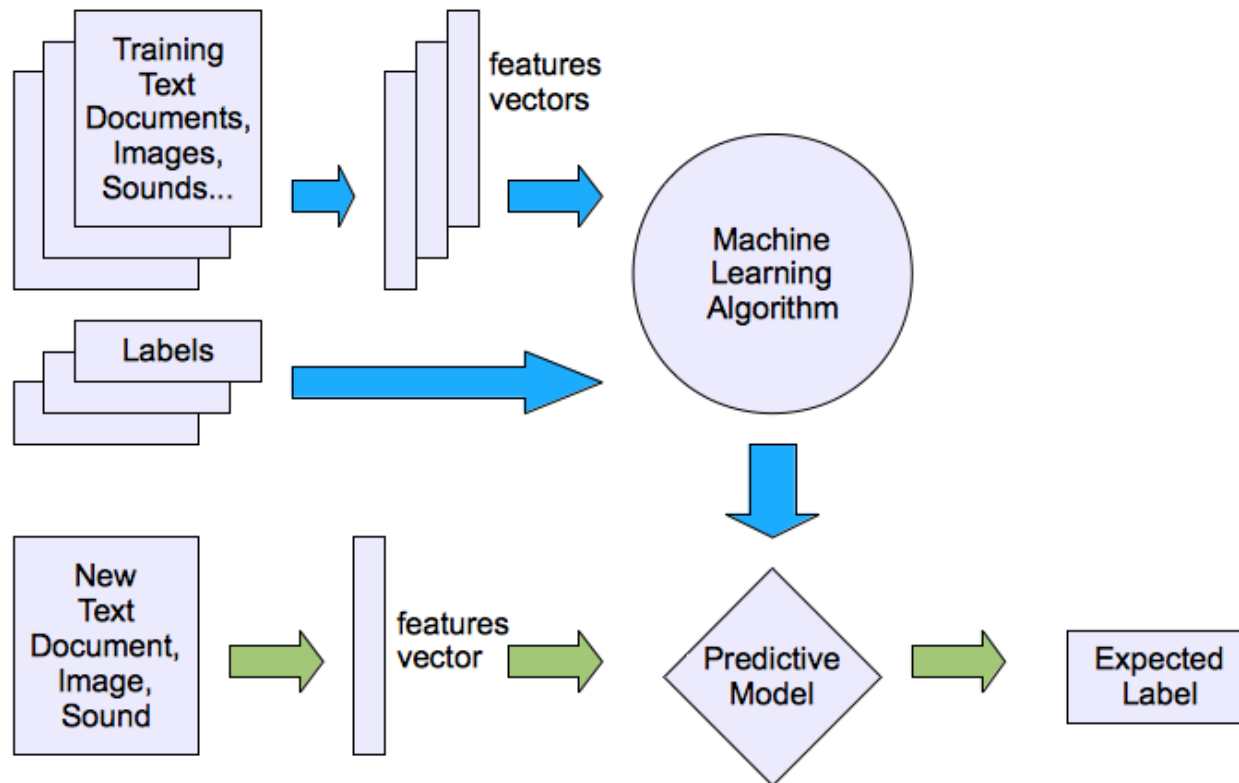 Training
Text
Documents,
Images,
Sounds...
features
vectors
Machine
Learning
Algorithm
Labels
New
Text
Document,
Image,
Sound
features
vector
Predictive
Model
Expected
Label